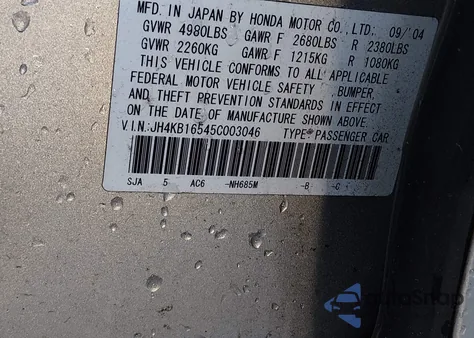 MFD. IN JAPAN BY HONDA MOTOR CO., LTD. 09/'04
GVWR 4980LBS GAWR F 2680LBS R 2380LBS
GVWR 2260KG GAWR F 1215KG R 1080KG
THIS VEHICLE CONFORMS TO ALL APPLICABLE
FEDERAL MOTOR VEHICLE SAFETY, BUMPER,
AND THEFT PREVENTION STANDARDS IN EFFECT
ON THE DATE OF MANUFACTURE SHOWN ABOVE.
V.I.N:JH4KB16545C003046 TYPE:PASSENGER CAR
SJA 5 AC6 -NH685M -B -C
AutoSnap